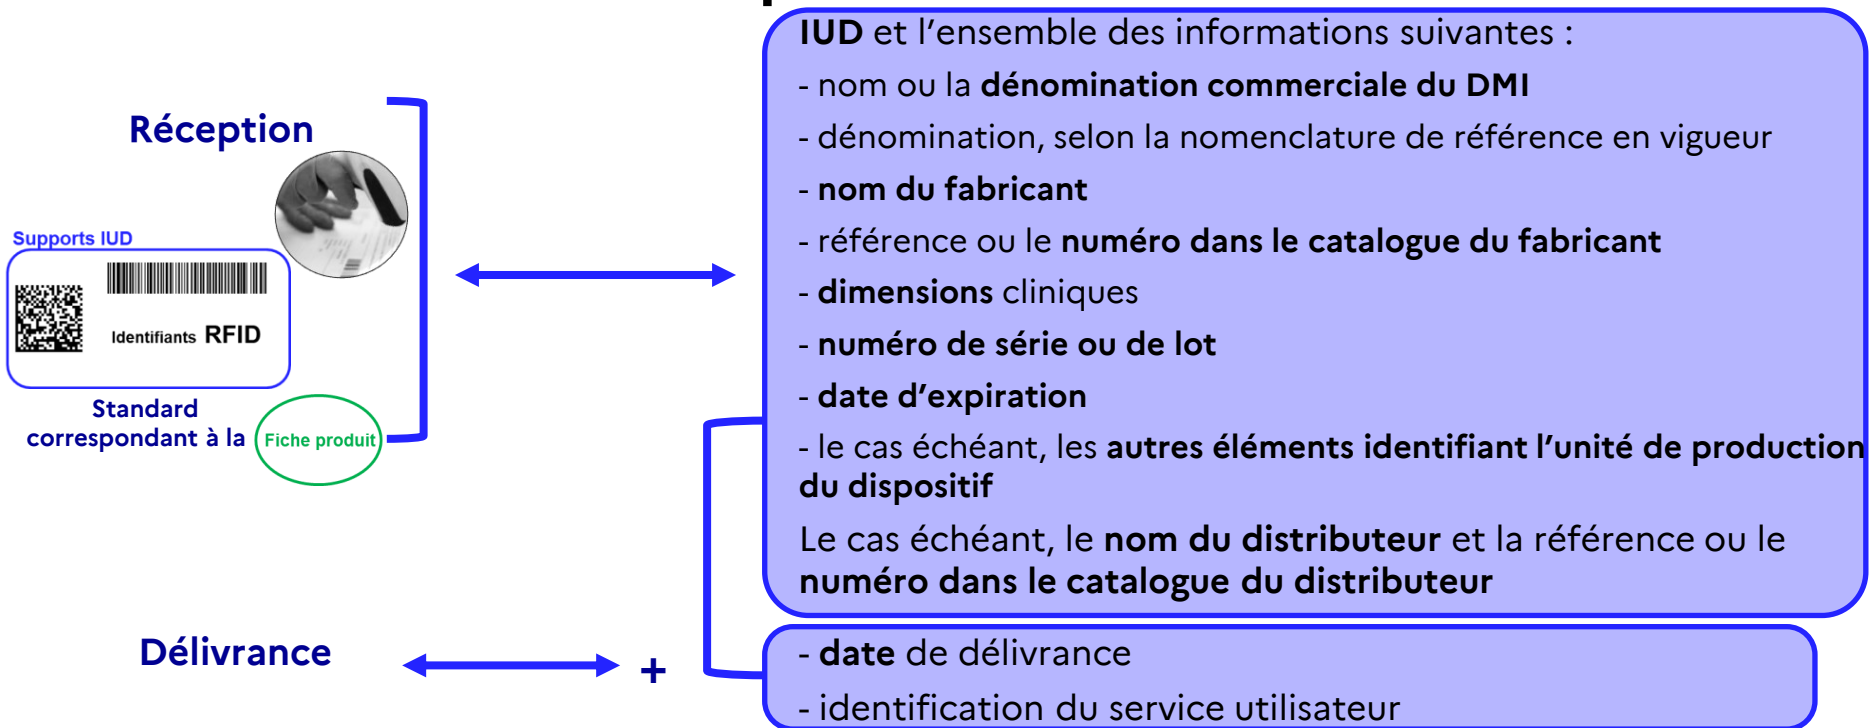 Réception
Supports IUD
Identifiants RFID
Standard
correspondant à la
Fiche produit
Délivrance
+
IUD et l’ensemble des informations suivantes :
- nom ou la dénomination commerciale du DMI
- dénomination, selon la nomenclature de référence en vigueur
- nom du fabricant
- référence ou le numéro dans le catalogue du fabricant
- dimensions cliniques
- numéro de série ou de lot
- date d’expiration
- le cas échéant, les autres éléments identifiant l’unité de production
du dispositif
Le cas échéant, le nom du distributeur et la référence ou le
numéro dans le catalogue du distributeur
- date de délivrance
- identification du service utilisateur